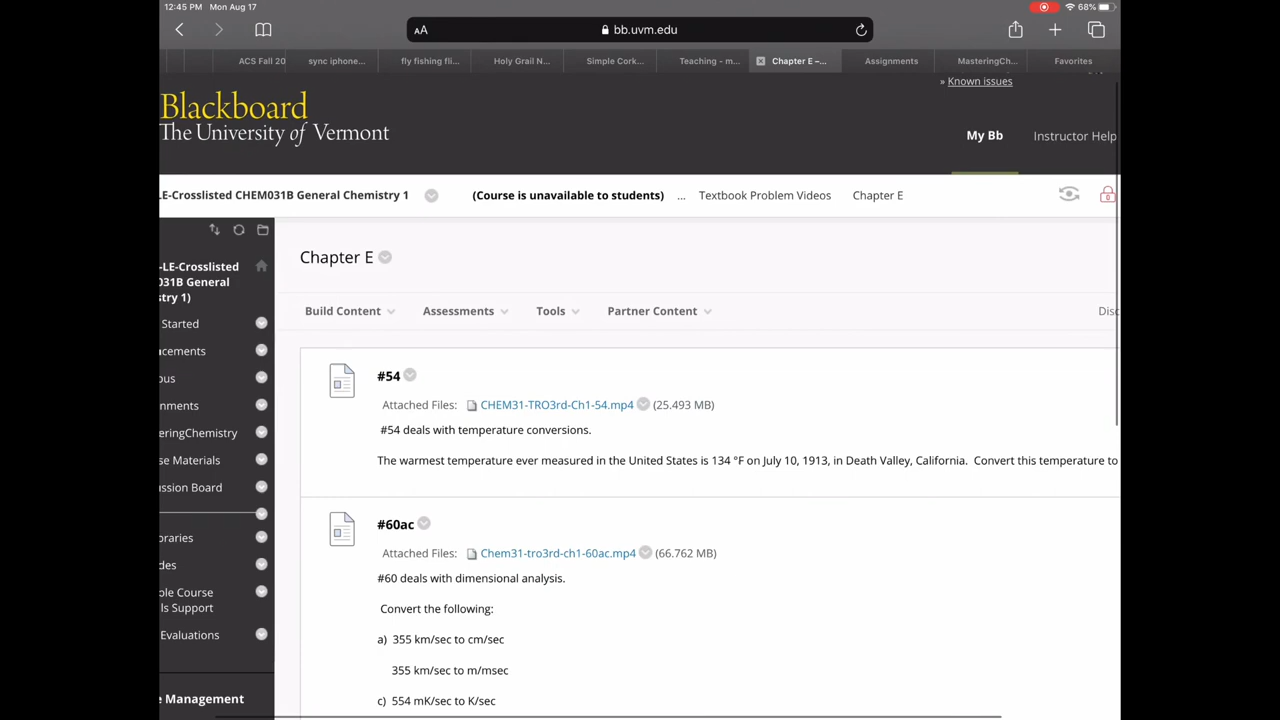 12:45 PM Mon Aug 17
68%
AA
bb.uvm.edu
ACS Fall 20
sync iphone...
fly fishing fli...
Holy Grail N...
Simple Cork...
Teaching – m...
Chapter E –...
Assignments
MasteringCh...
Favorites
» Known issues
Blackboard
The University of Vermont
My Bb
Instructor Help
LE-Crosslisted CHEM031B General Chemistry 1
(Course is unavailable to students)
...
Textbook Problem Videos
Chapter E
-LE-Crosslisted
031B General
stry 1)
Started
acements
bus
nments
eringChemistry
se Materials
ussion Board
oraries
des
ole Course
ls Support
Evaluations
e Management
Chapter E
Build Content
Assessments
Tools
Partner Content
Disc
#54
Attached Files: CHEM31-TRO3rd-Ch1-54.mp4 (25.493 MB)
#54 deals with temperature conversions.
The warmest temperature ever measured in the United States is 134 °F on July 10, 1913, in Death Valley, California. Convert this temperature to
#60ac
Attached Files: Chem31-tro3rd-ch1-60ac.mp4 (66.762 MB)
#60 deals with dimensional analysis.
Convert the following:
a) 355 km/sec to cm/sec
355 km/sec to m/msec
c) 554 mK/sec to K/sec